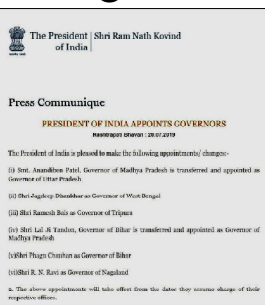 The President | Shri Ram Nath Kovind
of India
Press Communique
PRESIDENT OF INDIA APPOINTS GOVERNORS
Rashtrapati Bhavan : 20.07.2019
The President of India is pleased to make the following appointments/ changes:-
(i) Smt. Anandiben Patel, Governor of Madhya Pradesh is transferred and appointed as
Governor of Uttar Pradesh
(ii) Shri Jagdeep Dhankhar as Governor of West Bengal
(iii) Shri Ramesh Bais as Governor of Tripura
(iv) Shri Lal Ji Tandon, Governor of Bihar is transferred and appointed as Governor of
Madhya Pradesh
(v)Shri Phagu Chauhan as Governor of Bihar
(vi)Shri R. N. Ravi as Governor of Nagaland
2. The above appointments will take effect from the dates they assume charge of their
respective offices.